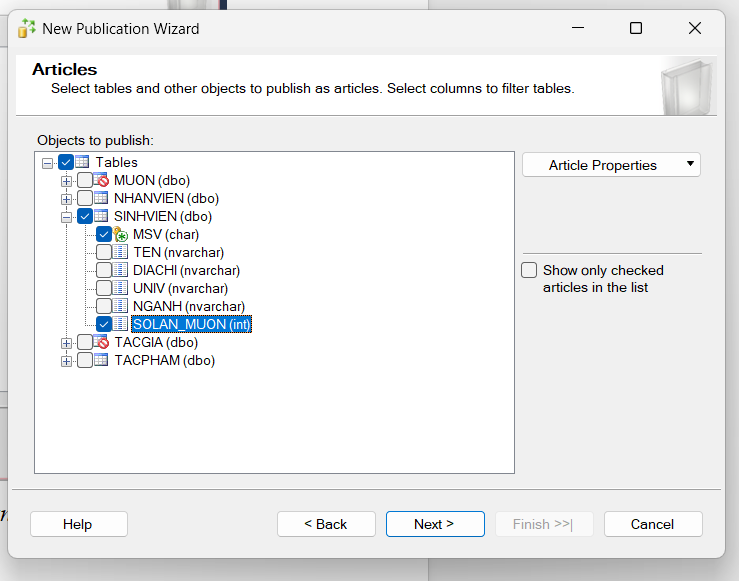 New Publication Wizard
Articles
Select tables and other objects to publish as articles. Select columns to filter tables.
Objects to publish:
Tables
MUON (dbo)
NHANVIEN (dbo)
SINHVIEN (dbo)
MSV (char)
TEN (nvarchar)
DIACHI (nvarchar)
UNIV (nvarchar)
NGANH (nvarchar)
SOLAN_MUON (int)
TACGIA (dbo)
TACPHAM (dbo)
Article Properties
Show only checked
articles in the list
Help
< Back
Next >
Finish >>|
Cancel